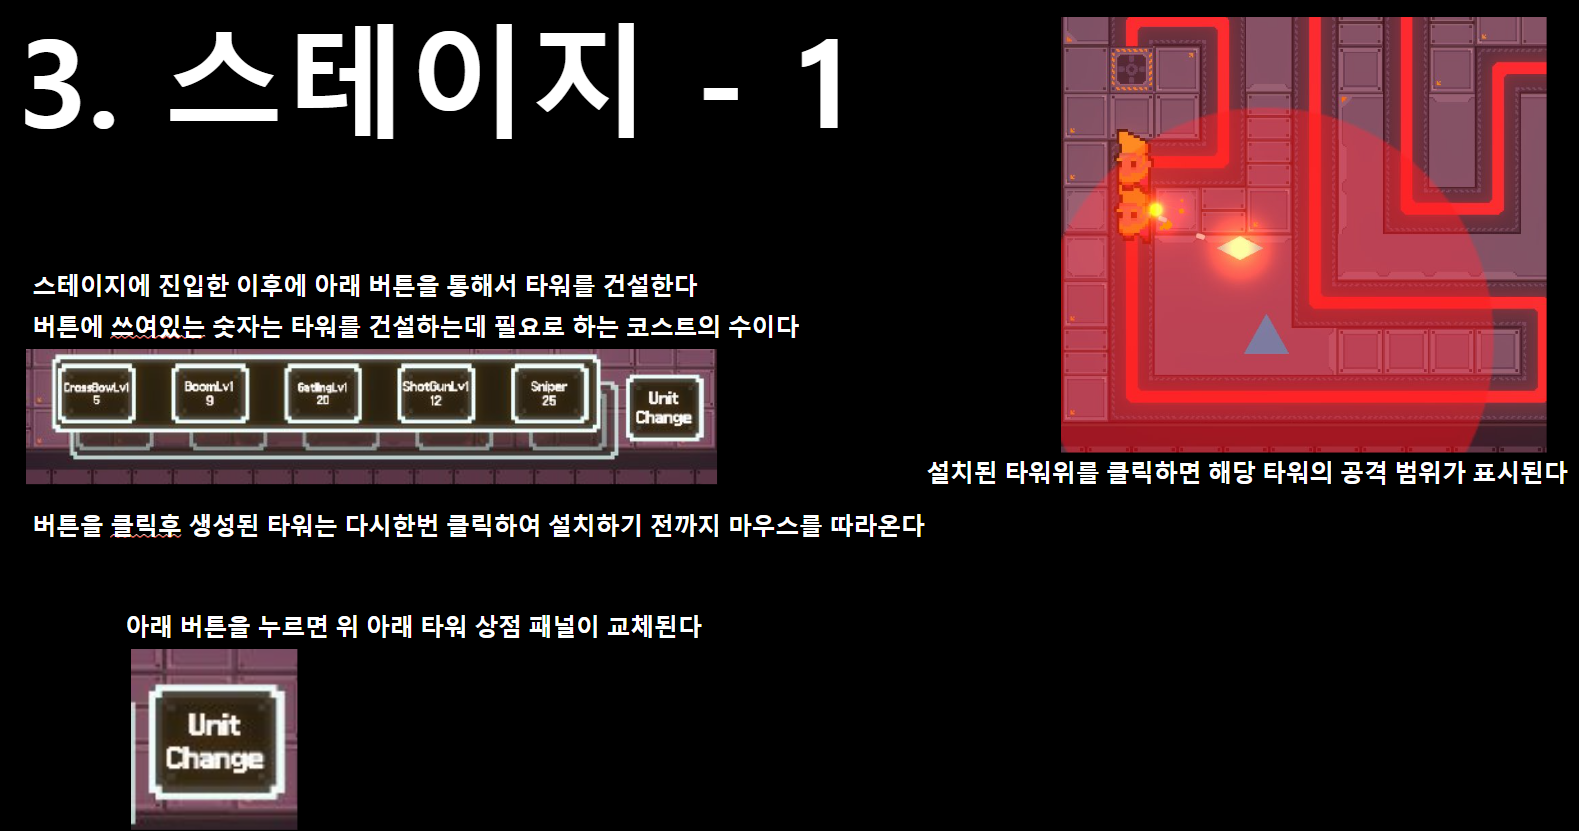 3. 스테이지 - 1
스테이지에 진입한 이후에 아래 버튼을 통해서 타워를 건설한다
버튼에 쓰여있는 숫자는 타워를 건설하는데 필요로 하는 코스트의 수이다
CrossBowLv1
5
BoomLv1
9
GatlingLv1
20
ShotGunLv1
12
Sniper
25
Unit
Change
설치된 타워위를 클릭하면 해당 타워의 공격 범위가 표시된다
버튼을 클릭후 생성된 타워는 다시한번 클릭하여 설치하기 전까지 마우스를 따라온다
아래 버튼을 누르면 위 아래 타워 상점 패널이 교체된다
Unit
Change